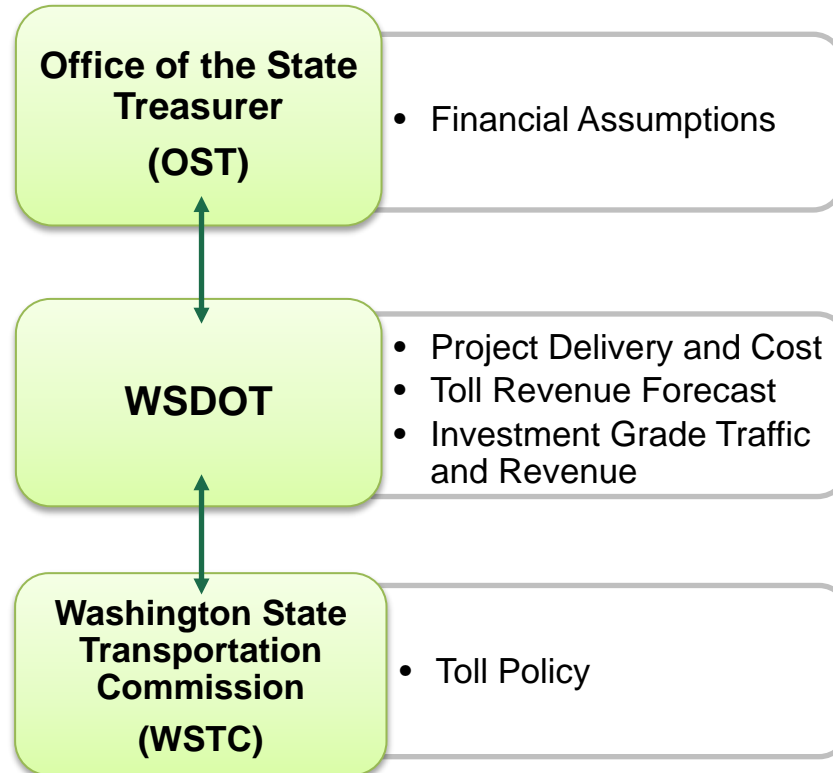 Office of the State
Treasurer
(OST)
• Financial Assumptions
WSDOT
• Project Delivery and Cost
• Toll Revenue Forecast
• Investment Grade Traffic
and Revenue
Washington State
Transportation
Commission
(WSTC)
• Toll Policy